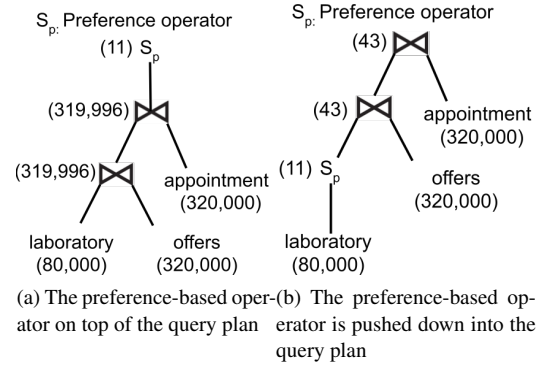 S_p: Preference operator
(11) S_p
(319,996)
(319,996)
appointment
(320,000)
laboratory
(80,000)
offers
(320,000)
(a) The preference-based oper-
ator on top of the query plan
S_p: Preference operator
(43)
(43)
appointment
(320,000)
(11) S_p
offers
(320,000)
laboratory
(80,000)
(b) The preference-based op-
erator is pushed down into the
query plan